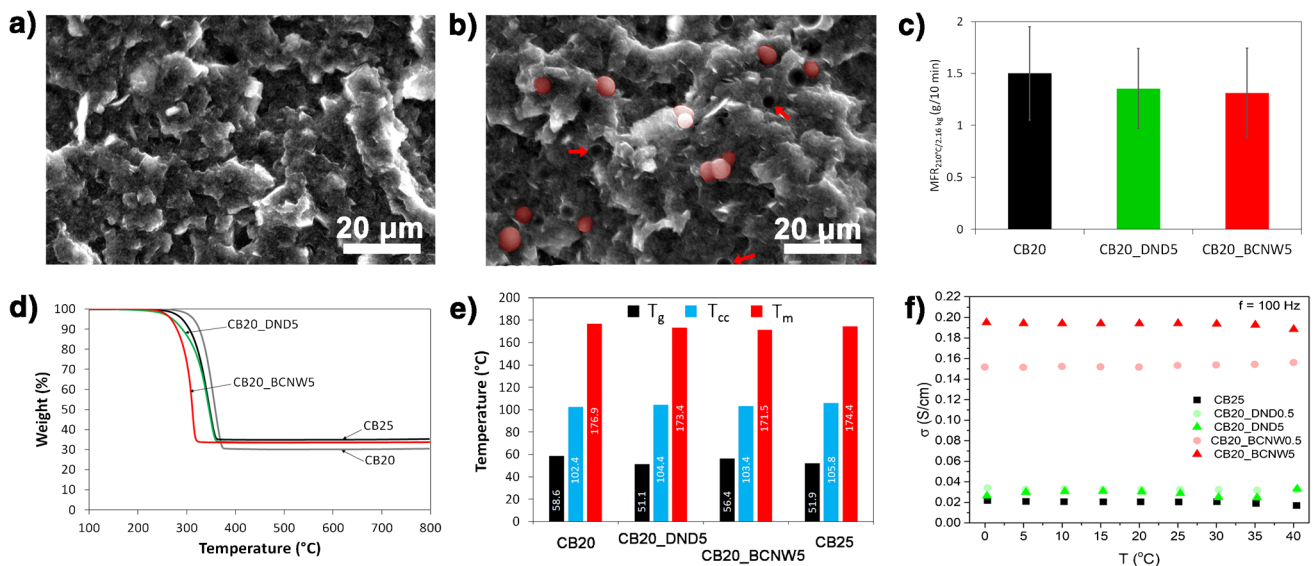 a)
20 µm
b)
20 µm
c)
2
1.5
1
0.5
0
MFR210°C/2.16 kg (g/10 min)
CB20
CB20_DND5
CB20_BCNW5
d)
100
90
80
70
60
50
40
30
20
10
0
Weight (%)
CB20_DND5
CB20_BCNW5
CB25
CB20
100
200
300
400
500
600
700
800
Temperature (°C)
e)
200
180
160
140
120
100
80
60
40
20
0
Temperature (°C)
Tg
Tcc
Tm
58.6
102.4
176.9
51.1
104.4
173.4
56.4
103.4
171.5
51.9
105.8
174.4
CB20
CB20_DND5
CB20_BCNW5
CB25
f)
f = 100 Hz
0.22
0.20
0.18
0.16
0.14
0.12
0.10
0.08
0.06
0.04
0.02
0.00
σ (S/cm)
CB25
CB20_DND0.5
CB20_DND5
CB20_BCNW0.5
CB20_BCNW5
0
5
10
15
20
25
30
35
40
T (°C)